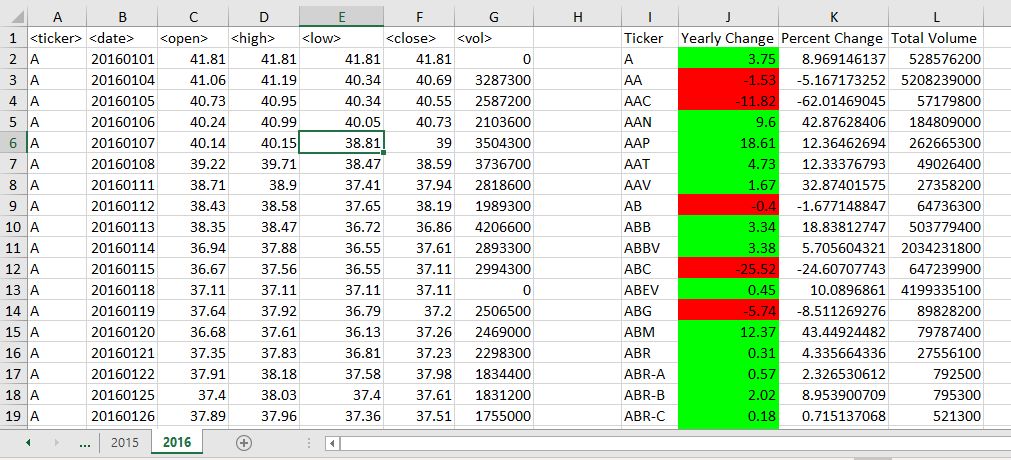 A B C D E F G H I J K L
1 <ticker> <date> <open> <high> <low> <close> <vol> Ticker Yearly Change Percent Change Total Volume
2 A 20160101 41.81 41.81 41.81 41.81 0 A 3.75 8.969146137 528576200
3 A 20160104 41.06 41.19 40.34 40.69 3287300 AA -1.53 -5.167173252 5208239000
4 A 20160105 40.73 40.95 40.34 40.55 2587200 AAC -11.82 -62.01469045 57179800
5 A 20160106 40.24 40.99 40.05 40.73 2103600 AAN 9.6 42.87628406 184809000
6 A 20160107 40.14 40.15 38.81 39 3504300 AAP 18.61 12.36462694 262665300
7 A 20160108 39.22 39.71 38.47 38.59 3736700 AAT 4.73 12.33376793 49026400
8 A 20160111 38.71 38.9 37.41 37.94 2818600 AAV 1.67 32.87401575 27358200
9 A 20160112 38.43 38.58 37.65 38.19 1989300 AB -0.4 -1.677148847 64736300
10 A 20160113 38.35 38.47 36.72 36.86 4206600 ABB 3.34 18.83812747 503779400
11 A 20160114 36.94 37.88 36.55 37.61 2893300 ABBV 3.38 5.705604321 2034231800
12 A 20160115 36.67 37.56 36.55 37.11 2994300 ABC -25.52 -24.60707743 647239900
13 A 20160118 37.11 37.11 37.11 37.11 0 ABEV 0.45 10.0896861 4199335100
14 A 20160119 37.64 37.92 36.79 37.2 2506500 ABG -5.74 -8.511269276 89828200
15 A 20160120 36.68 37.61 36.13 37.26 2469000 ABM 12.37 43.44924482 79787400
16 A 20160121 37.35 37.83 36.81 37.23 2298300 ABR 0.31 4.335664336 27556100
17 A 20160122 37.91 38.18 37.58 37.98 1834400 ABR-A 0.57 2.326530612 792500
18 A 20160125 37.4 38.03 37.4 37.61 1831200 ABR-B 2.02 8.953900709 795300
19 A 20160126 37.89 37.96 37.36 37.51 1755000 ABR-C 0.18 0.715137068 521300
... 2015 2016